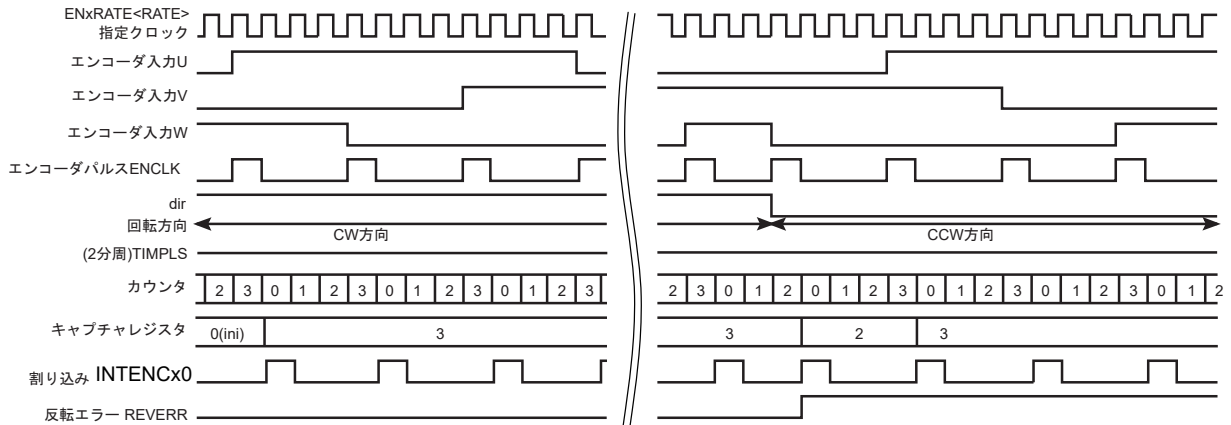 ENxRATE<RATE>
指定クロック
エンコーダ入力U
エンコーダ入力V
エンコーダ入力W
エンコーダパルスENCLK
dir
回転方向
CW方向
CCW方向
(2分周)TIMPLS
カウンタ
2 3 0 1 2 3 0 1 2 3 0 1 2 3
2 3 0 1 2 0 1 2 3 0 1 2 3 0 1 2 3 0 1 2
キャプチャレジスタ
0(ini) 3
3 2 3
割り込み INTENCx0
反転エラー REVERR